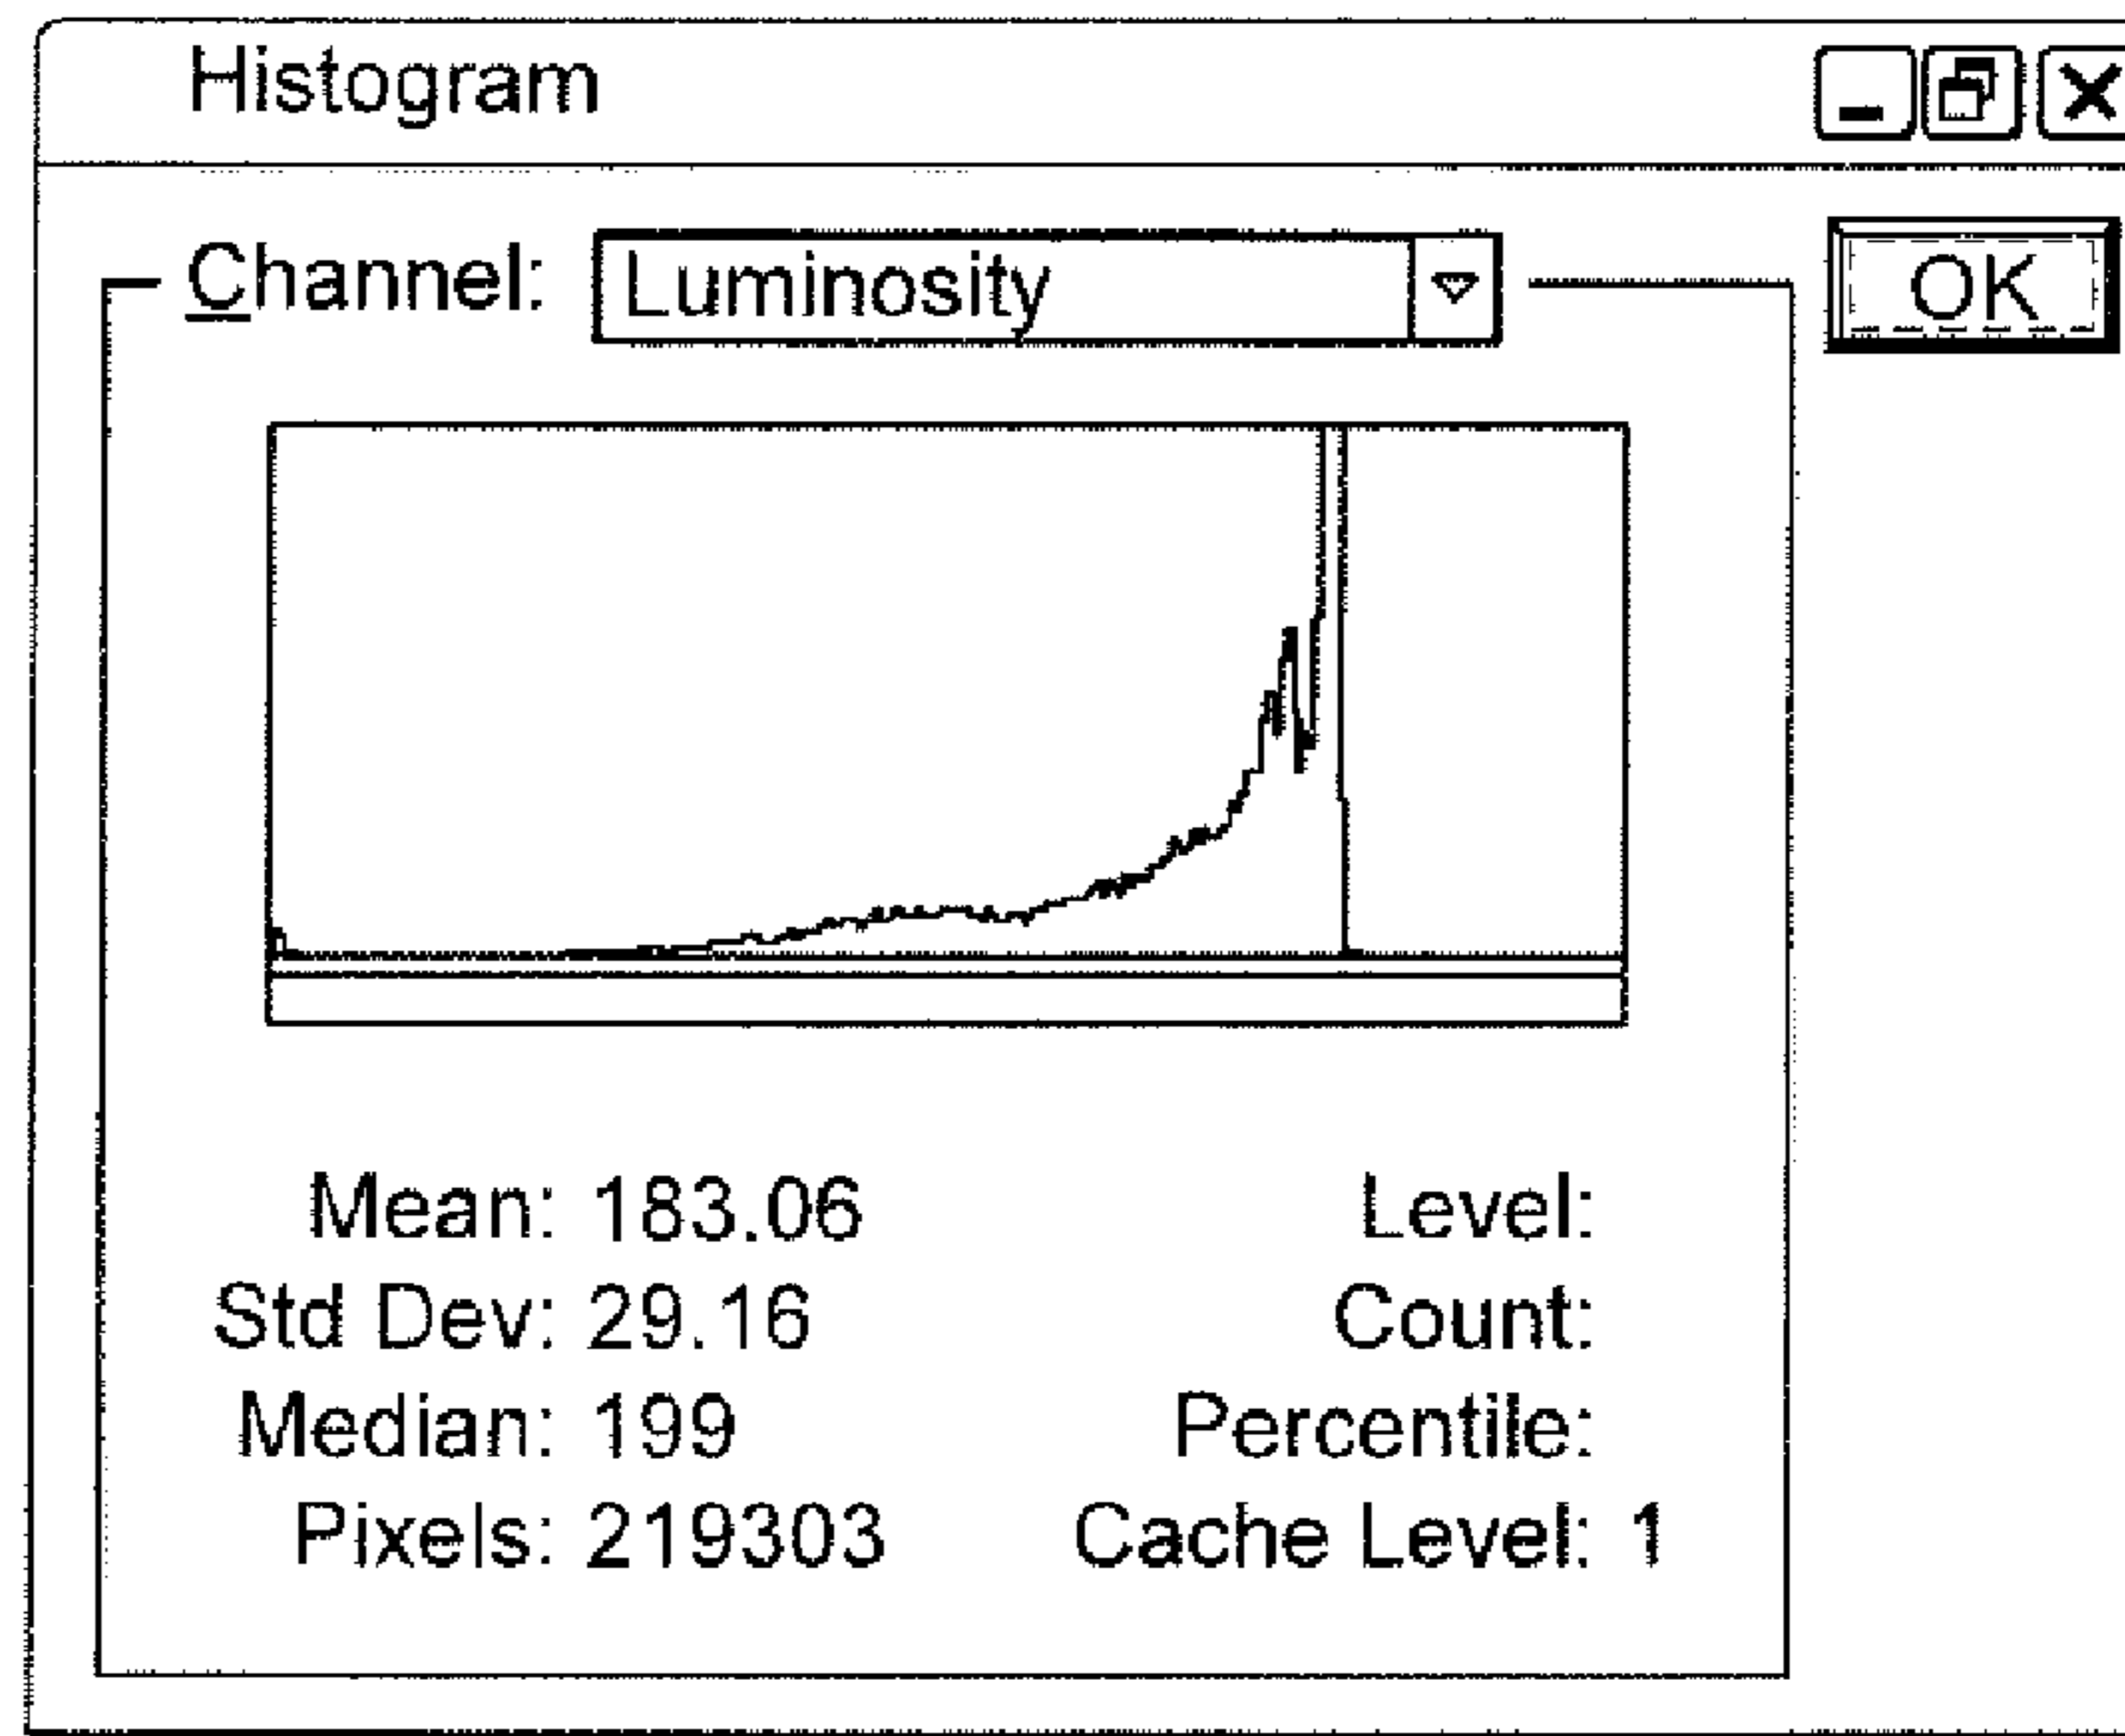 Histogram
Channel: Luminosity
OK
Mean: 183.06
Level:
Std Dev: 29.16
Count:
Median: 199
Percentile:
Pixels: 219303
Cache Level: 1